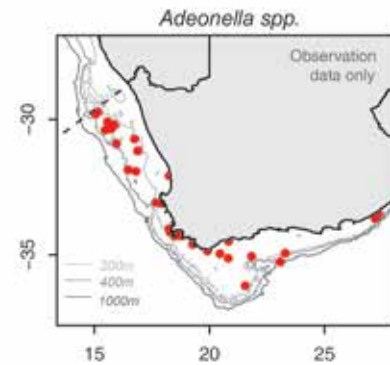 Adeonella spp.
Observation
data only
−30
−35
200m
400m
1000m
15
20
25